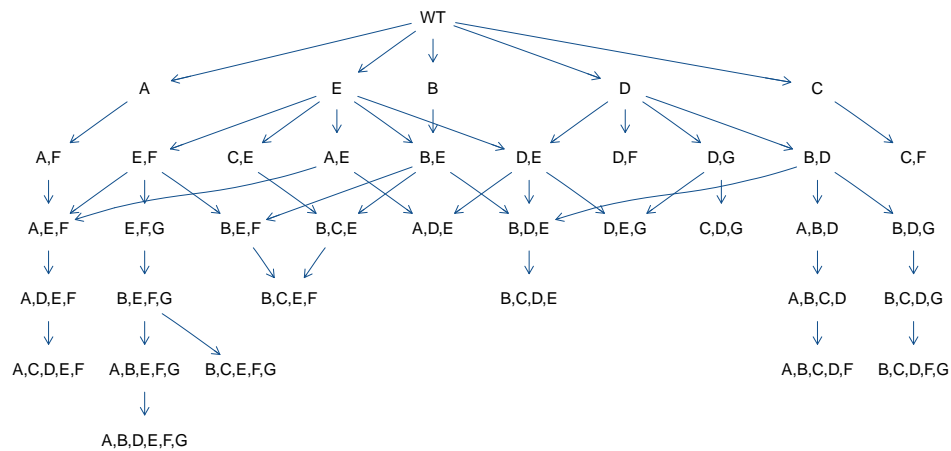 WT
A E B D C
A,F E,F C,E A,E B,E D,E D,F D,G B,D C,F
A,E,F E,F,G B,E,F B,C,E A,D,E B,D,E D,E,G C,D,G A,B,D B,D,G
A,D,E,F B,E,F,G B,C,E,F B,C,D,E A,B,C,D B,C,D,G
A,C,D,E,F A,B,E,F,G B,C,E,F,G A,B,C,D,F B,C,D,F,G
A,B,D,E,F,G